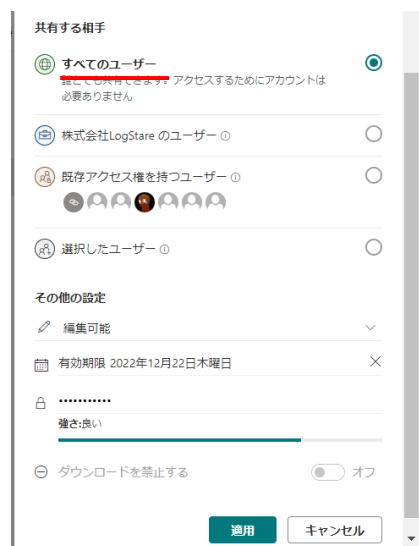 共有する相手
すべてのユーザー
誰とでも共有できます。アクセスするためにアカウントは
必要ありません
株式会社LogStare のユーザー
既存アクセス権を持つユーザー
選択したユーザー
その他の設定
編集可能
有効期限 2022年12月22日木曜日
•••••••••••
強さ:良い
ダウンロードを禁止する
オフ
適用
キャンセル